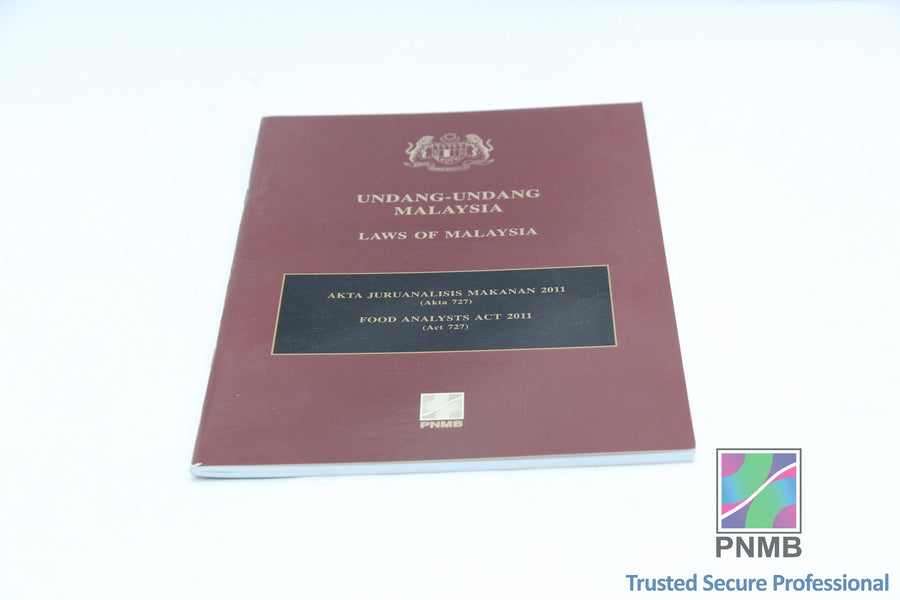 UNDANG-UNDANG
MALAYSIA
LAWS OF MALAYSIA
AKTA JURUANALISIS MAKANAN 2011
(Akta 727)
FOOD ANALYSTS ACT 2011
(Act 727)
PNMB
PNMB
Trusted Secure Professional